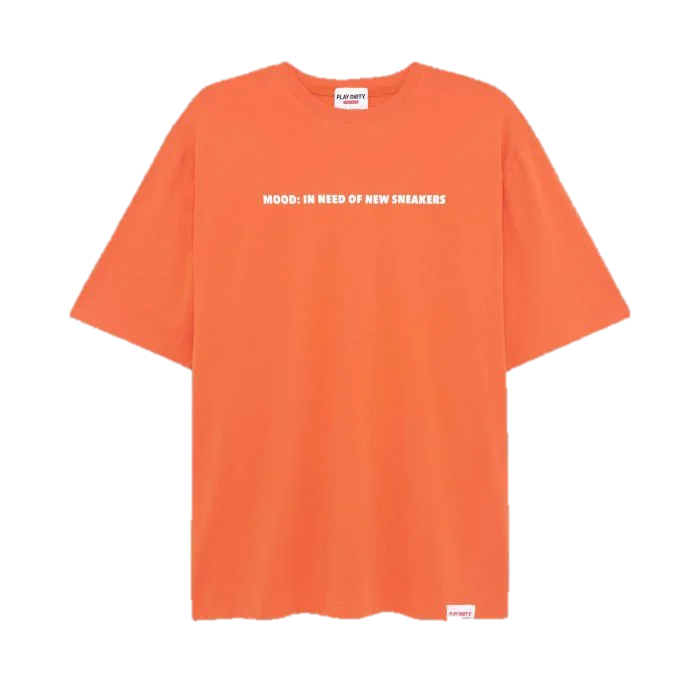 PLAY DIRTY.
MOOD: IN NEED OF NEW SNEAKERS
PLAY DIRTY.